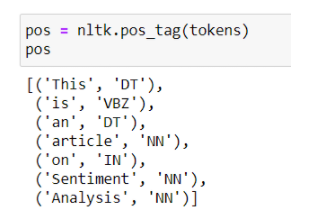 pos = nltk.pos_tag(tokens)
pos
[('This', 'DT'),
('is', 'VBZ'),
('an', 'DT'),
('article', 'NN'),
('on', 'IN'),
('Sentiment', 'NN'),
('Analysis', 'NN')]